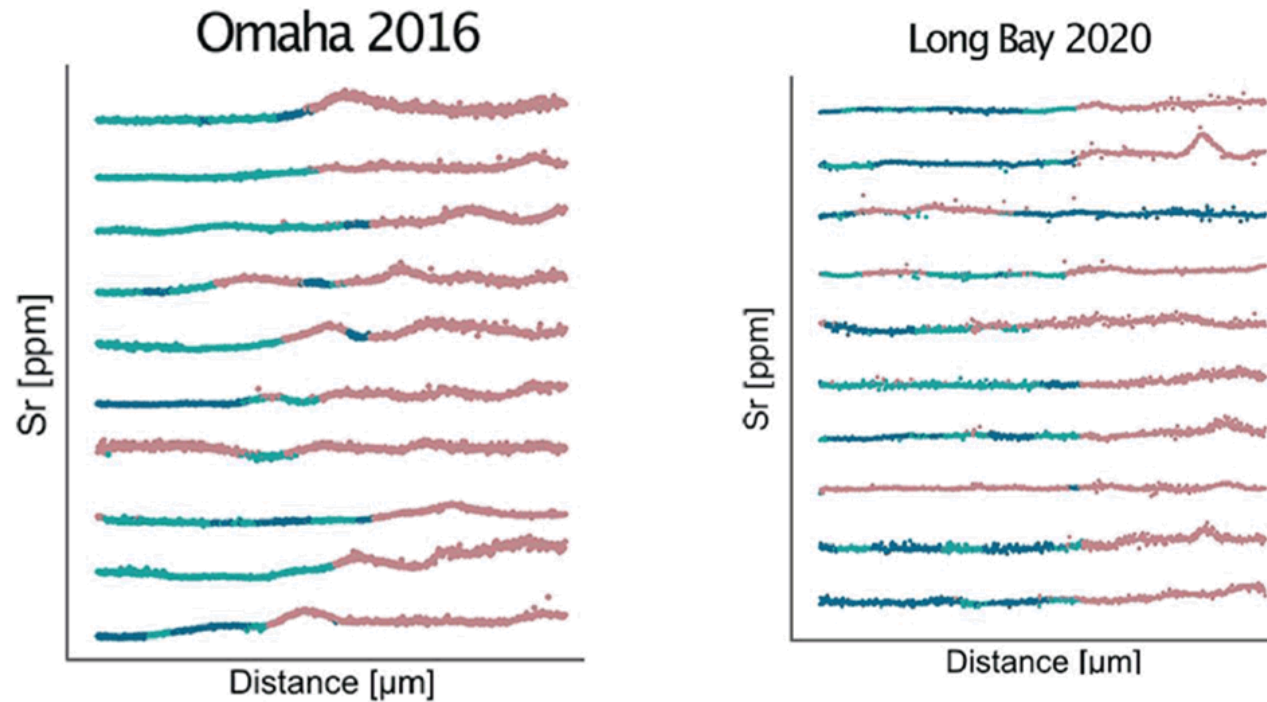 Omaha 2016
Sr [ppm]
Distance [µm]
Long Bay 2020
Sr [ppm]
Distance [µm]